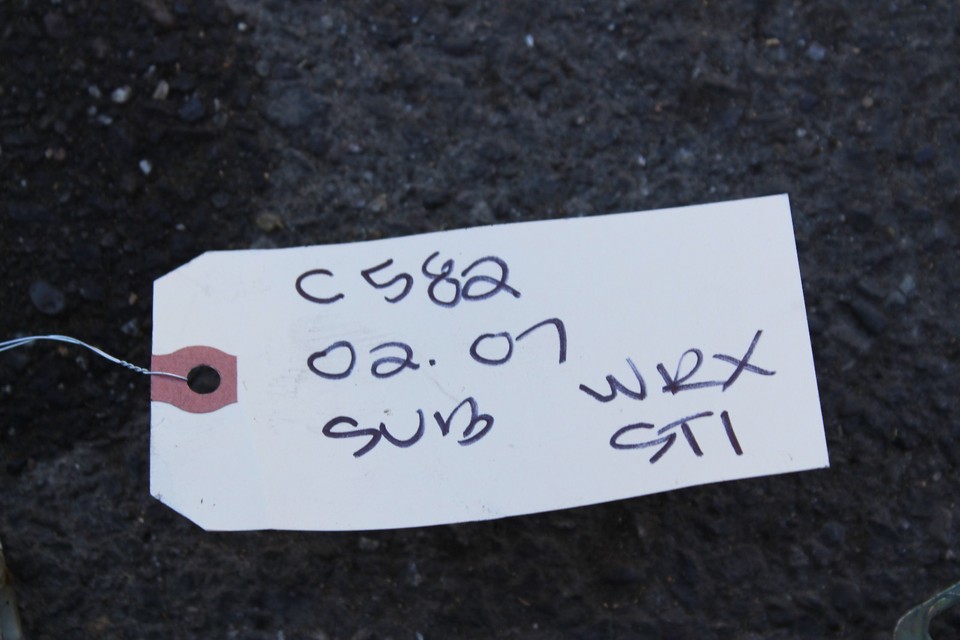 C582
02.07
SUB WRX
STI